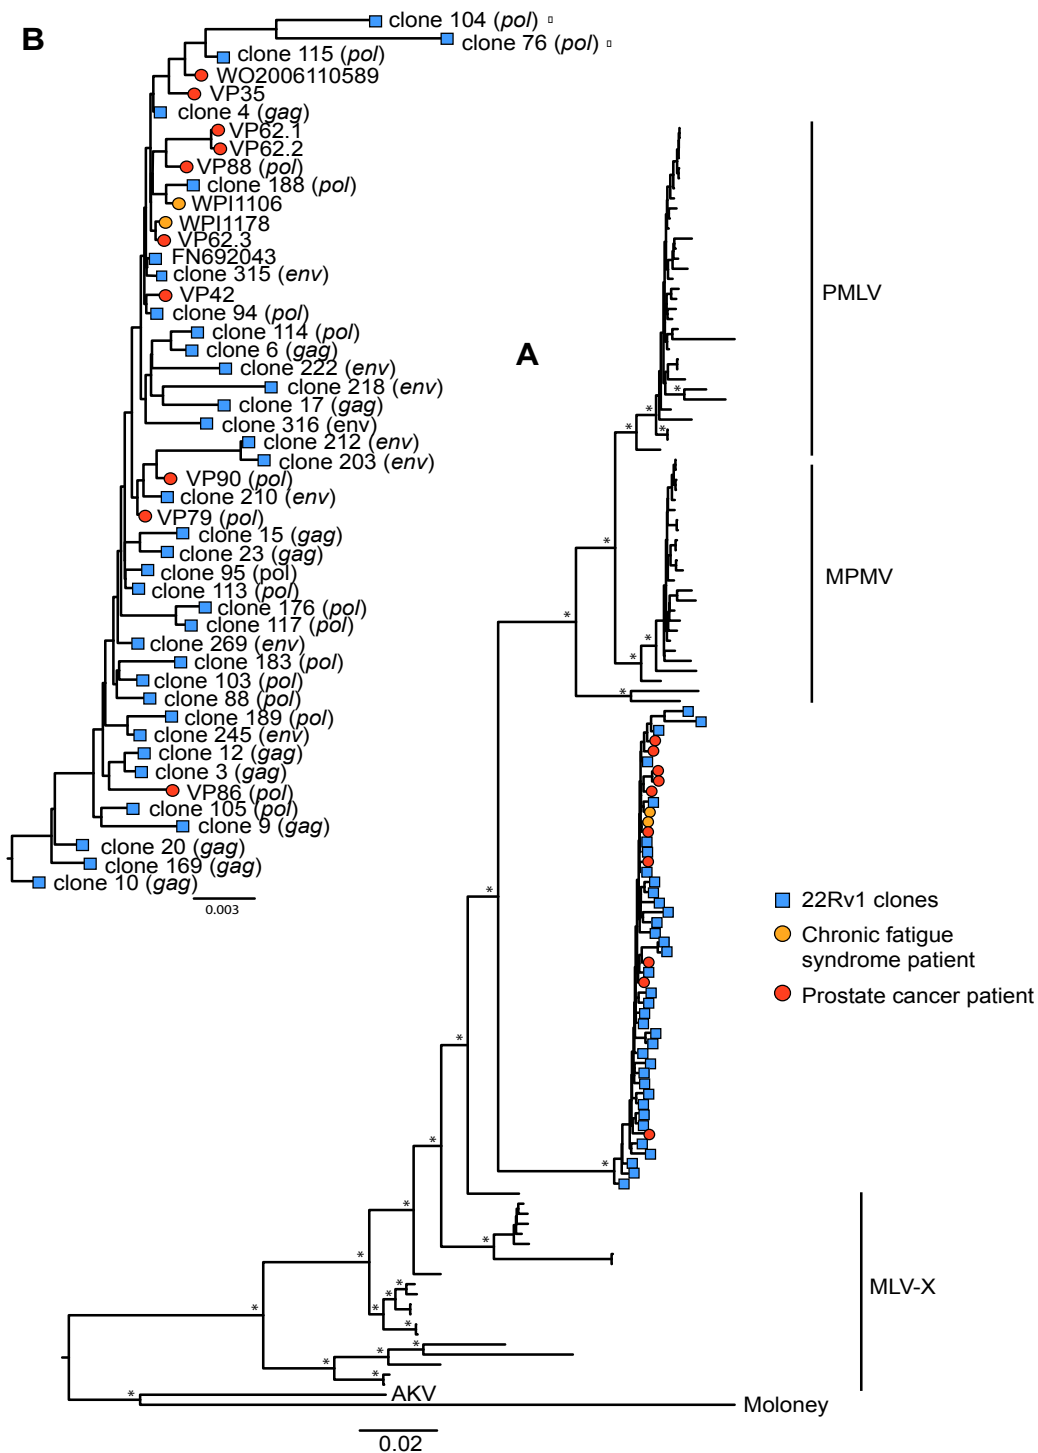 B
clone 104 (pol) ▯
clone 76 (pol) ▯
clone 115 (pol)
WO2006110589
VP35
clone 4 (gag)
VP62.1
VP62.2
VP88 (pol)
clone 188 (pol)
WPI1106
WPI1178
VP62.3
FN692043
clone 315 (env)
VP42
clone 94 (pol)
clone 114 (pol)
clone 6 (gag)
clone 222 (env)
clone 218 (env)
clone 17 (gag)
clone 316 (env)
clone 212 (env)
clone 203 (env)
VP90 (pol)
clone 210 (env)
VP79 (pol)
clone 15 (gag)
clone 23 (gag)
clone 95 (pol)
clone 113 (pol)
clone 176 (pol)
clone 117 (pol)
clone 269 (env)
clone 183 (pol)
clone 103 (pol)
clone 88 (pol)
clone 189 (pol)
clone 245 (env)
clone 12 (gag)
clone 3 (gag)
VP86 (pol)
clone 105 (pol)
clone 9 (gag)
clone 20 (gag)
clone 169 (gag)
clone 10 (gag)
0.003
A
PMLV
MPMV
22Rv1 clones
Chronic fatigue
syndrome patient
Prostate cancer patient
MLV-X
AKV
Moloney
0.02